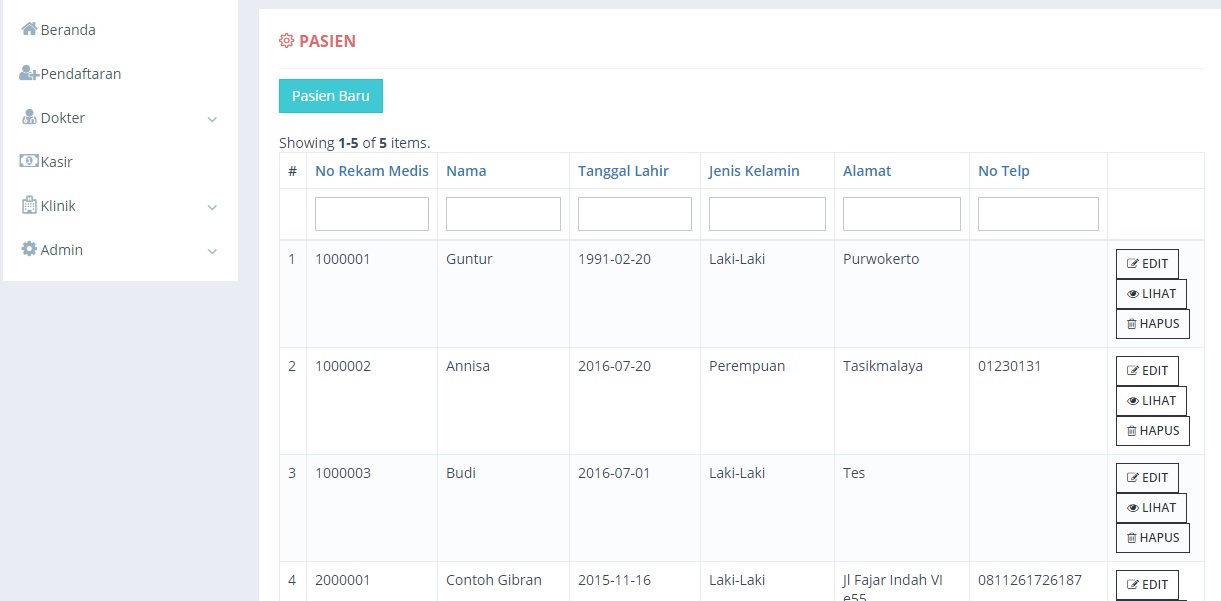 Beranda
Pendaftaran
Dokter
Kasir
Klinik
Admin
PASIEN
Pasien Baru
Showing 1-5 of 5 items.
# No Rekam Medis Nama Tanggal Lahir Jenis Kelamin Alamat No Telp
1 1000001 Guntur 1991-02-20 Laki-Laki Purwokerto EDIT
LIHAT
HAPUS
2 1000002 Annisa 2016-07-20 Perempuan Tasikmalaya 01230131 EDIT
LIHAT
HAPUS
3 1000003 Budi 2016-07-01 Laki-Laki Tes EDIT
LIHAT
HAPUS
4 2000001 Contoh Gibran 2015-11-16 Laki-Laki Jl Fajar Indah VI 0811261726187 EDIT
e55